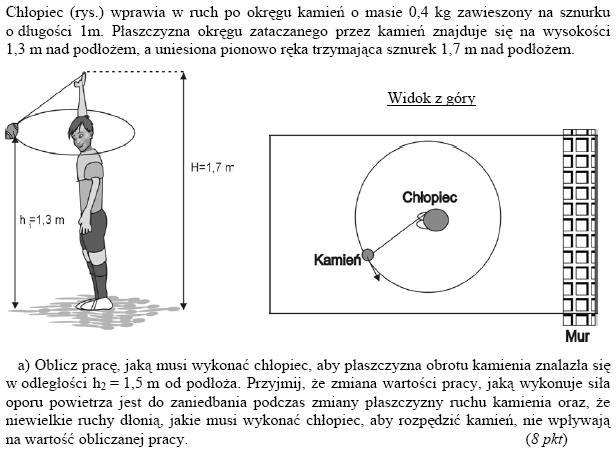 Chłopiec (rys.) wprawia w ruch po okręgu kamień o masie 0,4 kg zawieszony na sznurku
o długości 1m. Płaszczyzna okręgu zataczanego przez kamień znajduje się na wysokości
1,3 m nad podłożem, a uniesiona pionowo ręka trzymająca sznurek 1,7 m nad podłożem.
Widok z góry
H=1,7 m
h1=1,3 m
Chłopiec
Kamień
Mur
a) Oblicz pracę, jaką musi wykonać chłopiec, aby płaszczyzna obrotu kamienia znalazła się
w odległości h2 = 1,5 m od podłoża. Przyjmij, że zmiana wartości pracy, jaką wykonuje siła
oporu powietrza jest do zaniedbania podczas zmiany płaszczyzny ruchu kamienia oraz, że
niewielkie ruchy dłonią, jakie musi wykonać chłopiec, aby rozpędzić kamień, nie wpływają
na wartość obliczanej pracy. (8 pkt)